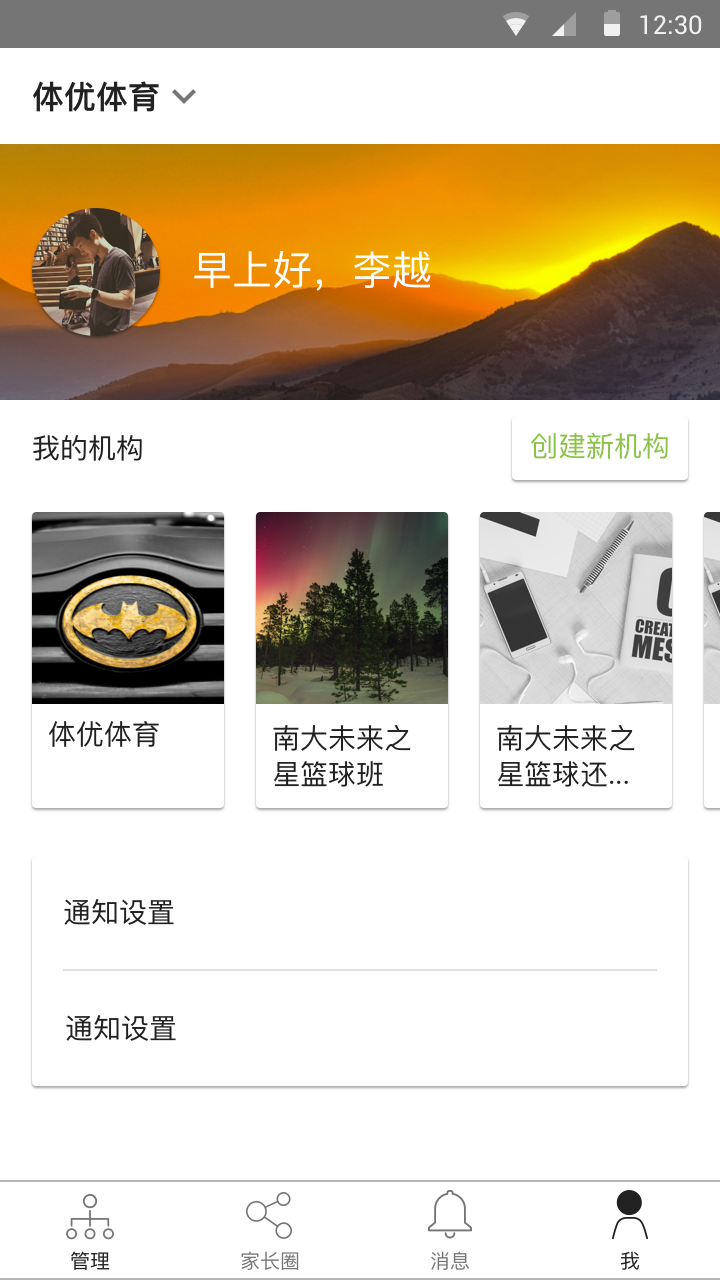 12:30
体优体育
早上好，李越
我的机构
创建新机构
CREAT
MES
体优体育
南大未来之
星篮球班
南大未来之
星篮球还...
通知设置
通知设置
管理
家长圈
消息
我